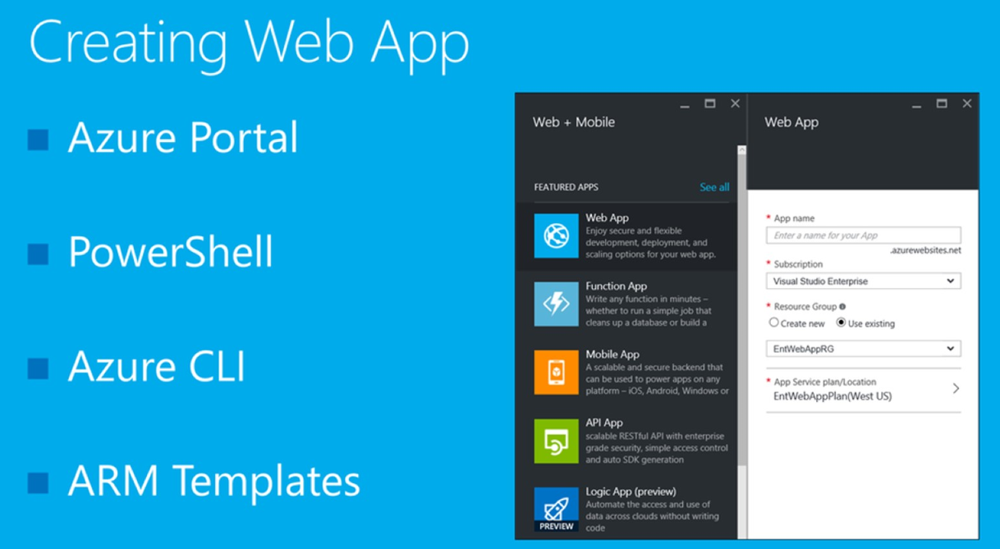 Creating Web App
Azure Portal
PowerShell
Azure CLI
ARM Templates
Web + Mobile
FEATURED APPS
See all
Web App
Enjoy secure and flexible
development, deployment, and
scaling options for your web app.
Function App
Write any function in minutes –
whether to run a simple job that
cleans up a database or build a
Mobile App
A scalable and secure backend that
can be used to power apps on any
platform – iOS, Android, Windows or
API App
scalable RESTful API with enterprise
grade security, simple access control
and auto SDK generation
PREVIEW
Logic App (preview)
Automate the access and use of
data across clouds without writing
code
Web App
* App name
Enter a name for your App
.azurewebsites.net
* Subscription
Visual Studio Enterprise
* Resource Group
Create new
Use existing
EntWebAppRG
* App Service plan/Location
EntWebAppPlan(West US)